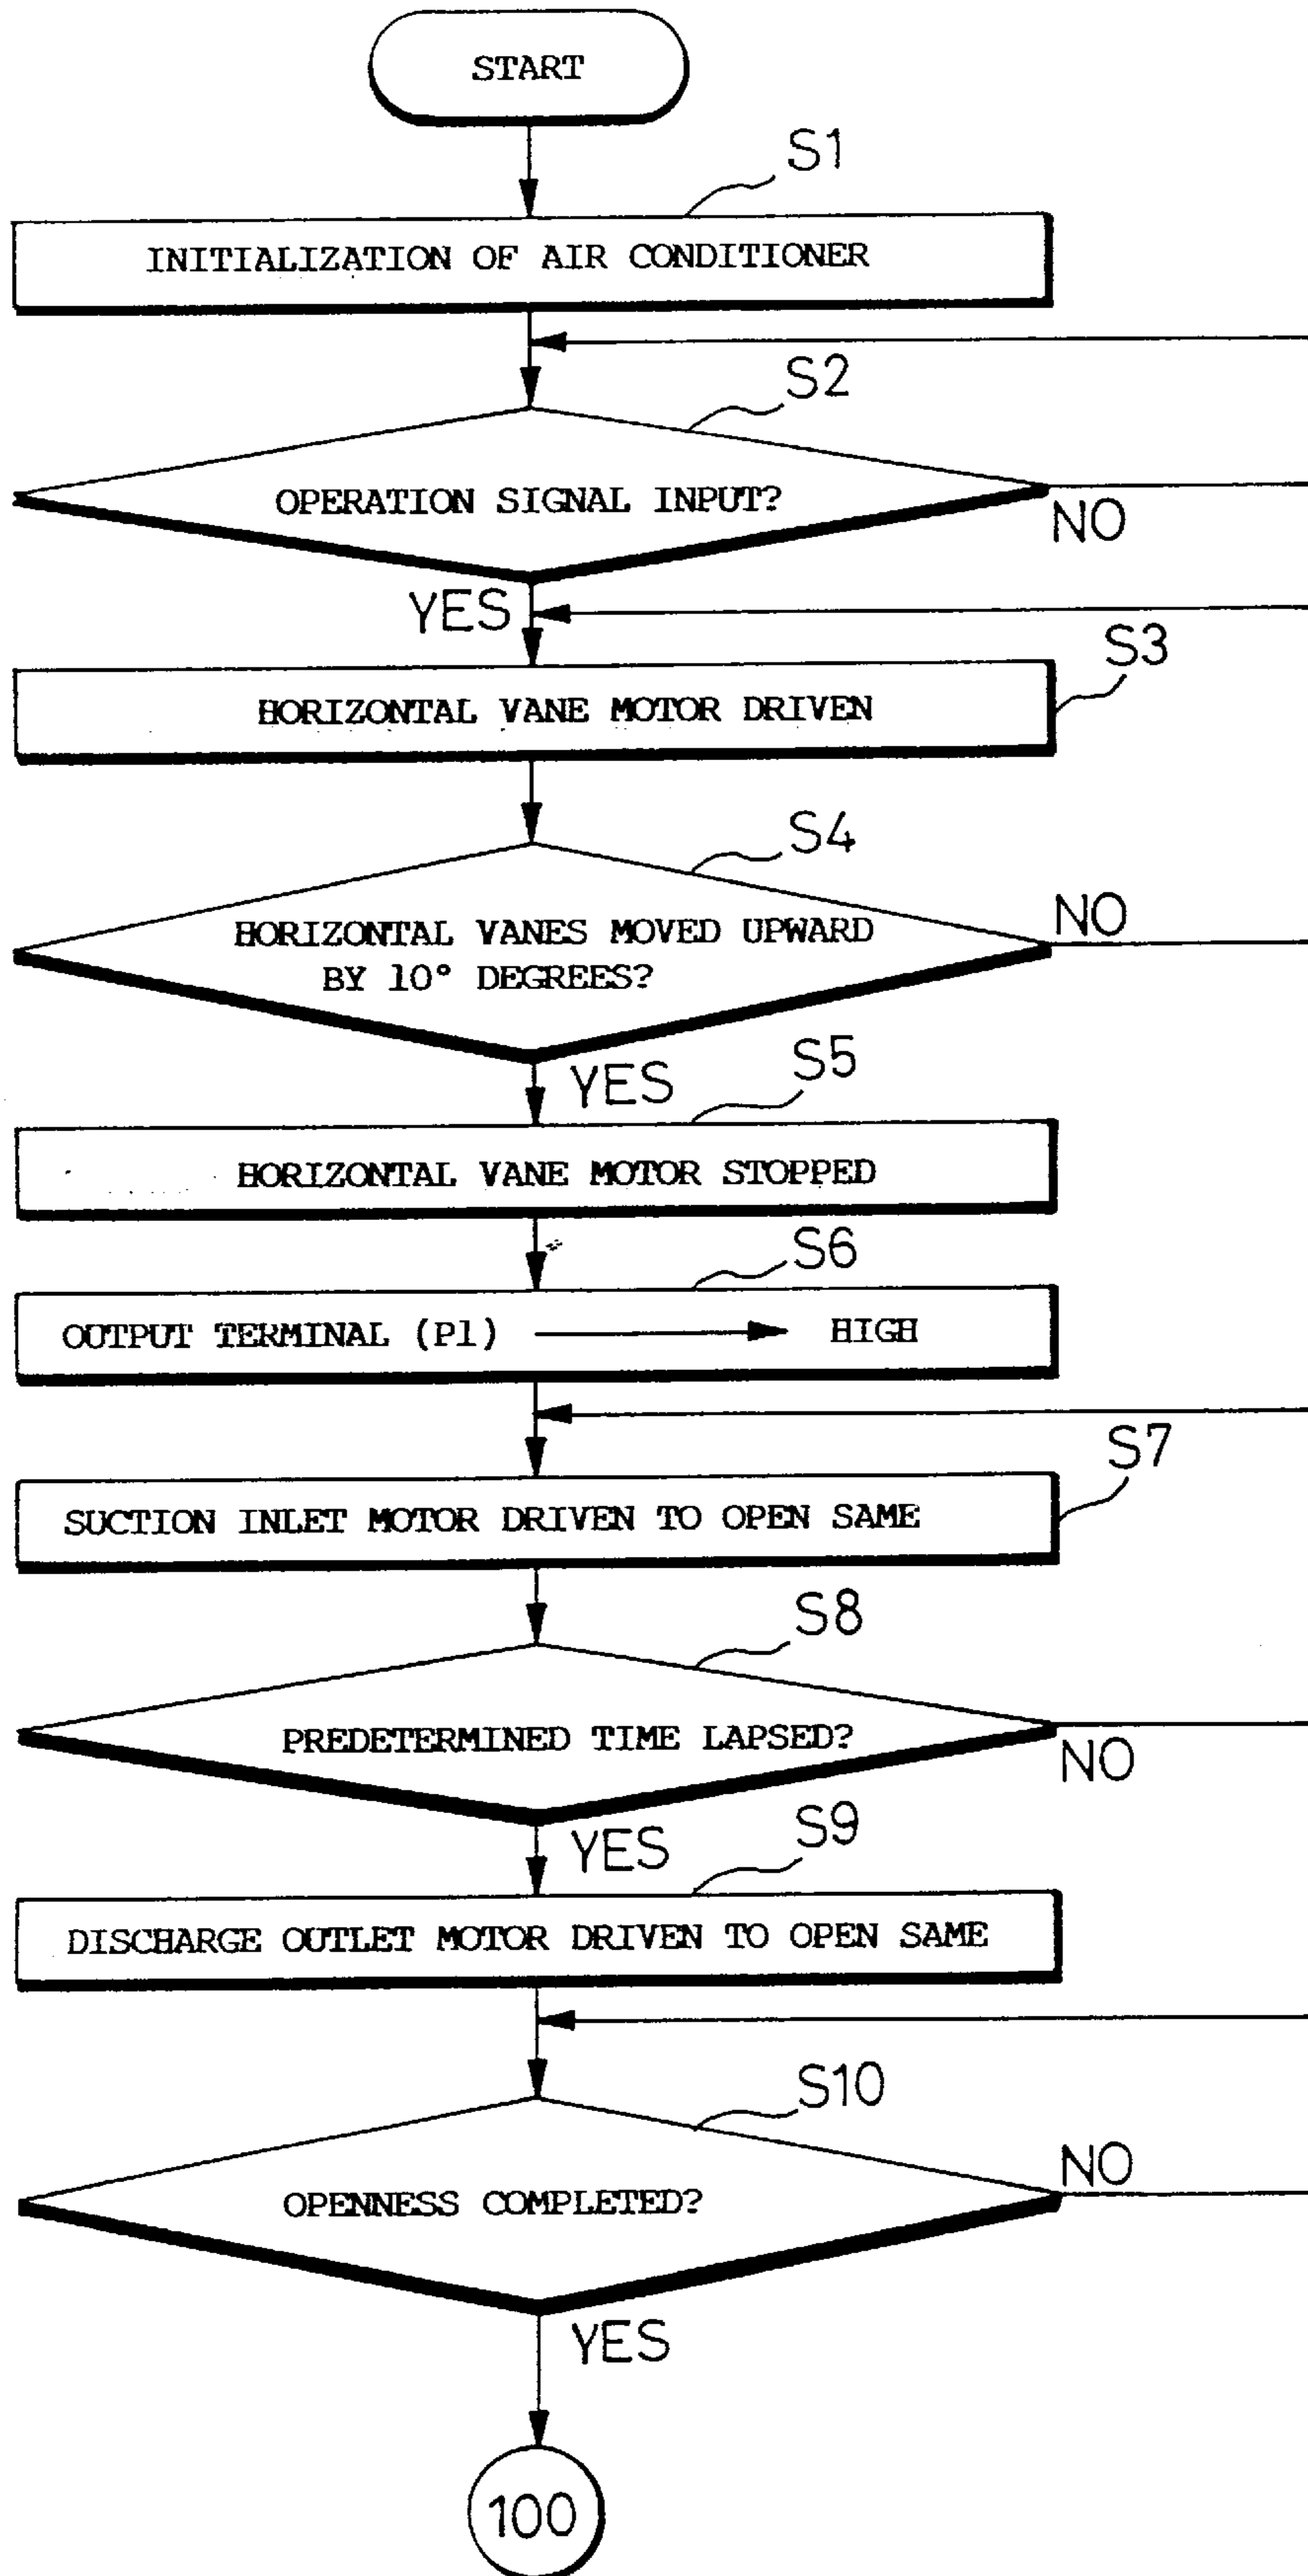 START
S1
INITIALIZATION OF AIR CONDITIONER
S2
OPERATION SIGNAL INPUT?
NO
YES
S3
HORIZONTAL VANE MOTOR DRIVEN
S4
HORIZONTAL VANES MOVED UPWARD
BY 10° DEGREES?
NO
YES
S5
HORIZONTAL VANE MOTOR STOPPED
S6
OUTPUT TERMINAL (P1) ⟶ HIGH
S7
SUCTION INLET MOTOR DRIVEN TO OPEN SAME
S8
PREDETERMINED TIME LAPSED?
NO
YES
S9
DISCHARGE OUTLET MOTOR DRIVEN TO OPEN SAME
S10
OPENNESS COMPLETED?
NO
YES
100